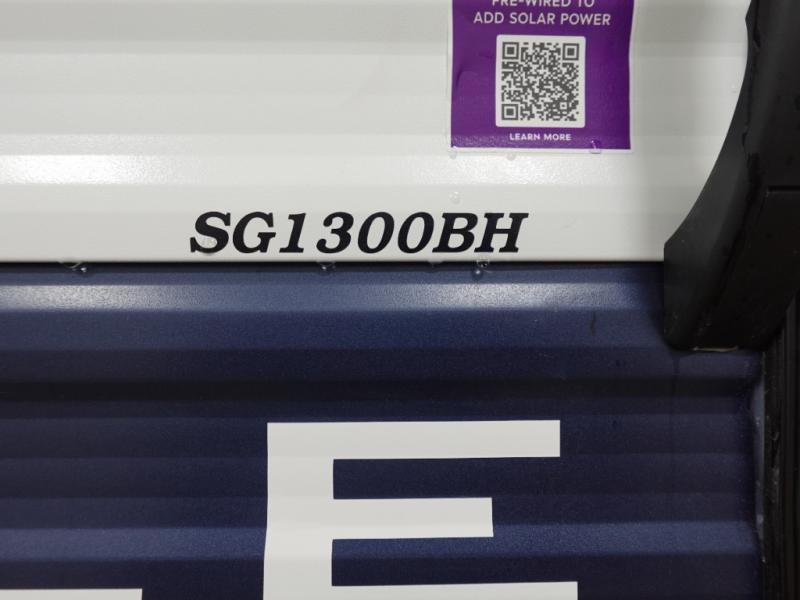 PRE-WIRED TO
ADD SOLAR POWER
LEARN MORE
SG1300BH
E